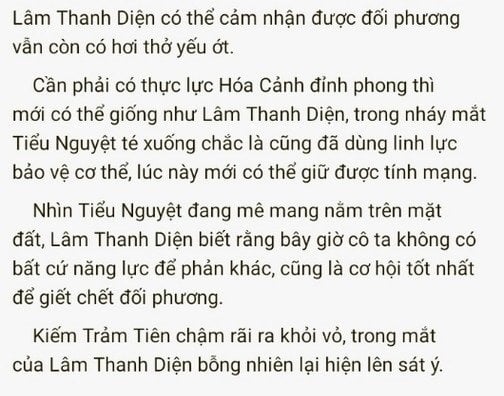 Lâm Thanh Diện có thể cảm nhận được đối phương
vẫn còn có hơi thở yếu ớt.
Cần phải có thực lực Hóa Cảnh đỉnh phong thì
mới có thể giống như Lâm Thanh Diện, trong nháy mắt
Tiểu Nguyệt té xuống chắc là cũng đã dùng linh lực
bảo vệ cơ thể, lúc này mới có thể giữ được tính mạng.
Nhìn Tiểu Nguyệt đang mê mang nằm trên mặt
đất, Lâm Thanh Diện biết rằng bây giờ cô ta không có
bất cứ năng lực để phản khác, cũng là cơ hội tốt nhất
để giết chết đối phương.
Kiếm Trảm Tiên chậm rãi ra khỏi vỏ, trong mắt
của Lâm Thanh Diện bỗng nhiên lại hiện lên sát ý.